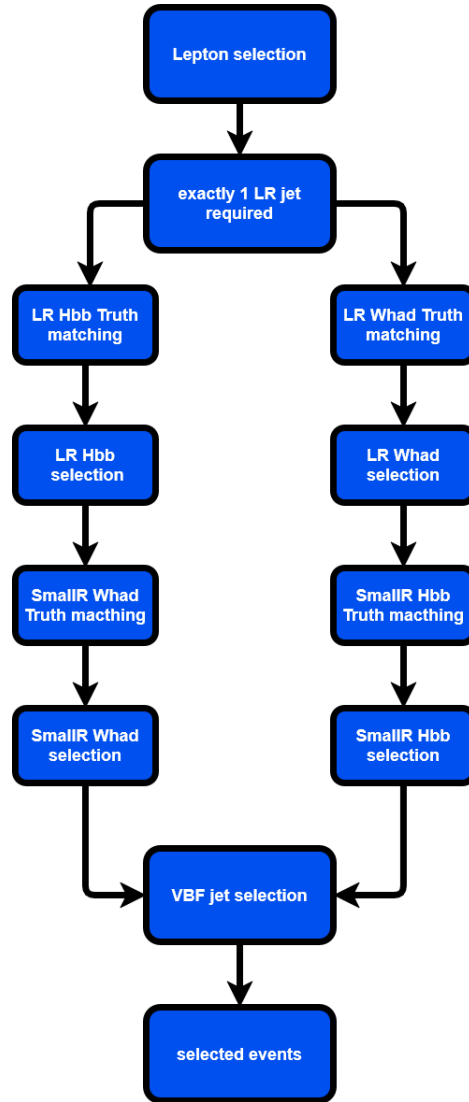 Lepton selection
exactly 1 LR jet
required
LR Hbb Truth
matching
LR Whad Truth
matching
LR Hbb
selection
LR Whad
selection
SmallR Whad
Truth macthing
SmallR Hbb
Truth macthing
SmallR Whad
selection
SmallR Hbb
selection
VBF jet selection
selected events